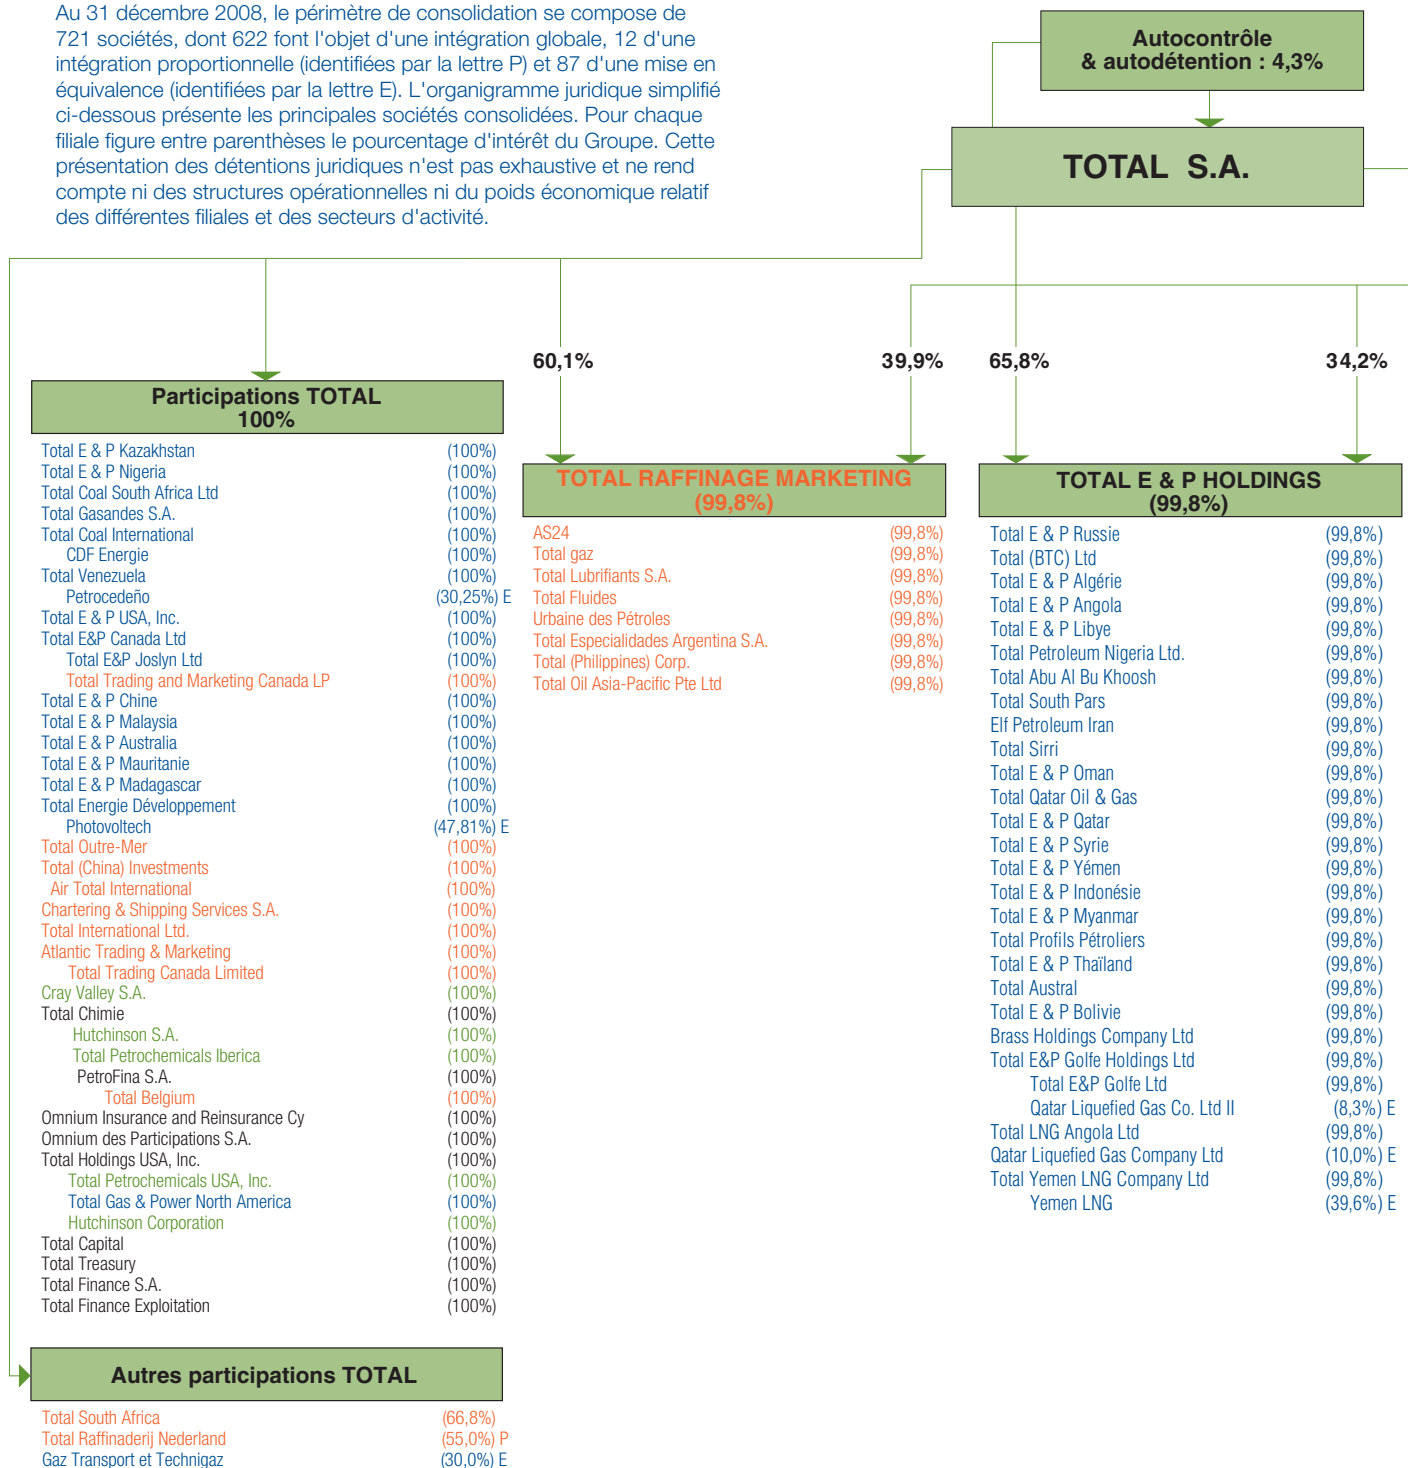 Au 31 décembre 2008, le périmètre de consolidation se compose de
721 sociétés, dont 622 font l'objet d'une intégration globale, 12 d'une
intégration proportionnelle (identifiées par la lettre P) et 87 d'une mise en
équivalence (identifiées par la lettre E). L'organigramme juridique simplifié
ci-dessous présente les principales sociétés consolidées. Pour chaque
filiale figure entre parenthèses le pourcentage d'intérêt du Groupe. Cette
présentation des détentions juridiques n'est pas exhaustive et ne rend
compte ni des structures opérationnelles ni du poids économique relatif
des différentes filiales et des secteurs d'activité.
Autocontrôle
& autodétention : 4,3%
TOTAL S.A.
60,1%
39,9%
65,8%
34,2%
Participations TOTAL
100%
Total E & P Kazakhstan (100%)
Total E & P Nigeria (100%)
Total Coal South Africa Ltd (100%)
Total Gasandes S.A. (100%)
Total Coal International (100%)
CDF Energie (100%)
Total Venezuela (100%)
Petrocedeño (30,25%) E
Total E & P USA, Inc. (100%)
Total E&P Canada Ltd (100%)
Total E&P Joslyn Ltd (100%)
Total Trading and Marketing Canada LP (100%)
Total E & P Chine (100%)
Total E & P Malaysia (100%)
Total E & P Australia (100%)
Total E & P Mauritanie (100%)
Total E & P Madagascar (100%)
Total Energie Développement (100%)
Photovoltech (47,81%) E
Total Outre-Mer (100%)
Total (China) Investments (100%)
Air Total International (100%)
Chartering & Shipping Services S.A. (100%)
Total International Ltd. (100%)
Atlantic Trading & Marketing (100%)
Total Trading Canada Limited (100%)
Cray Valley S.A. (100%)
Total Chimie (100%)
Hutchinson S.A. (100%)
Total Petrochemicals Iberica (100%)
PetroFina S.A. (100%)
Total Belgium (100%)
Omnium Insurance and Reinsurance Cy (100%)
Omnium des Participations S.A. (100%)
Total Holdings USA, Inc. (100%)
Total Petrochemicals USA, Inc. (100%)
Total Gas & Power North America (100%)
Hutchinson Corporation (100%)
Total Capital (100%)
Total Treasury (100%)
Total Finance S.A. (100%)
Total Finance Exploitation (100%)
Autres participations TOTAL
Total South Africa (66,8%)
Total Raffinaderij Nederland (55,0%) P
Gaz Transport et Technigaz (30,0%) E
TOTAL RAFFINAGE MARKETING
(99,8%)
AS24 (99,8%)
Total gaz (99,8%)
Total Lubrifiants S.A. (99,8%)
Total Fluides (99,8%)
Urbaine des Pétroles (99,8%)
Total Especialidades Argentina S.A. (99,8%)
Total (Philippines) Corp. (99,8%)
Total Oil Asia-Pacific Pte Ltd (99,8%)
TOTAL E & P HOLDINGS
(99,8%)
Total E & P Russie (99,8%)
Total (BTC) Ltd (99,8%)
Total E & P Algérie (99,8%)
Total E & P Angola (99,8%)
Total E & P Libye (99,8%)
Total Petroleum Nigeria Ltd. (99,8%)
Total Abu Al Bu Khoosh (99,8%)
Total South Pars (99,8%)
Elf Petroleum Iran (99,8%)
Total Sirri (99,8%)
Total E & P Oman (99,8%)
Total Qatar Oil & Gas (99,8%)
Total E & P Qatar (99,8%)
Total E & P Syrie (99,8%)
Total E & P Yémen (99,8%)
Total E & P Indonésie (99,8%)
Total E & P Myanmar (99,8%)
Total Profils Pétroliers (99,8%)
Total E & P Thaïland (99,8%)
Total Austral (99,8%)
Total E & P Bolivie (99,8%)
Brass Holdings Company Ltd (99,8%)
Total E&P Golfe Holdings Ltd (99,8%)
Total E&P Golfe Ltd (99,8%)
Qatar Liquefied Gas Co. Ltd II (8,3%) E
Total LNG Angola Ltd (99,8%)
Qatar Liquefied Gas Company Ltd (10,0%) E
Total Yemen LNG Company Ltd (99,8%)
Yemen LNG (39,6%) E